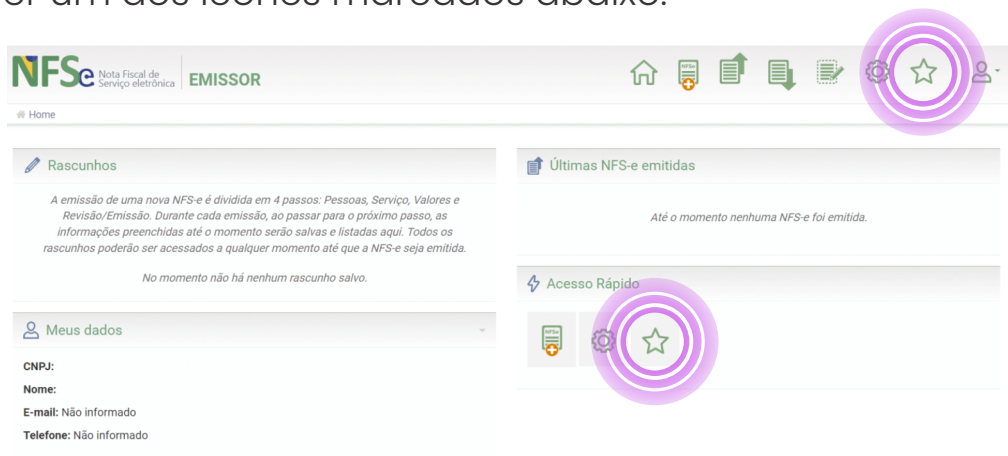 er um dos ícones marcados abaixo:
NFSe Nota Fiscal de Serviço eletrônica EMISSOR
NFSe
Home
Rascunhos
A emissão de uma nova NFS-e é dividida em 4 passos: Pessoas, Serviço, Valores e
Revisão/Emissão. Durante cada emissão, ao passar para o próximo passo, as
informações preenchidas até o momento serão salvas e listadas aqui. Todos os
rascunhos poderão ser acessados a qualquer momento até que a NFS-e seja emitida.
No momento não há nenhum rascunho salvo.
Meus dados
CNPJ:
Nome:
E-mail: Não informado
Telefone: Não informado
Últimas NFS-e emitidas
Até o momento nenhuma NFS-e foi emitida.
Acesso Rápido
NFSe